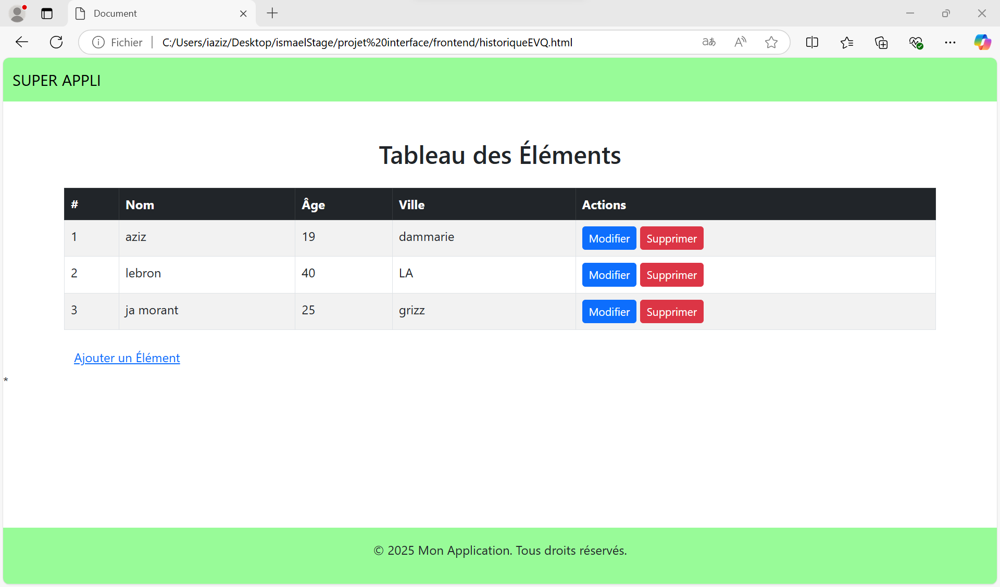 Document
Fichier C:/Users/iaziz/Desktop/ismaelStage/projet%20interface/frontend/historiqueEVQ.html
SUPER APPLI
Tableau des Éléments
# Nom Âge Ville Actions
1 aziz 19 dammarie Modifier Supprimer
2 lebron 40 LA Modifier Supprimer
3 ja morant 25 grizz Modifier Supprimer
Ajouter un Élément
*
© 2025 Mon Application. Tous droits réservés.